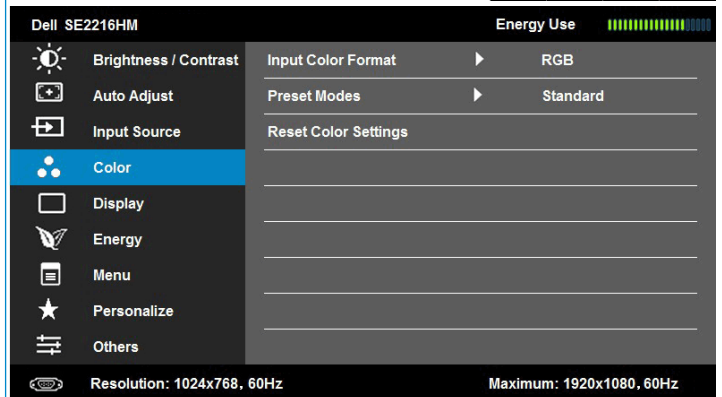 Dell SE2216HM Energy Use
Brightness / Contrast Input Color Format RGB
Auto Adjust Preset Modes Standard
Input Source Reset Color Settings
Color
Display
Energy
Menu
Personalize
Others
Resolution: 1024x768, 60Hz Maximum: 1920x1080, 60Hz